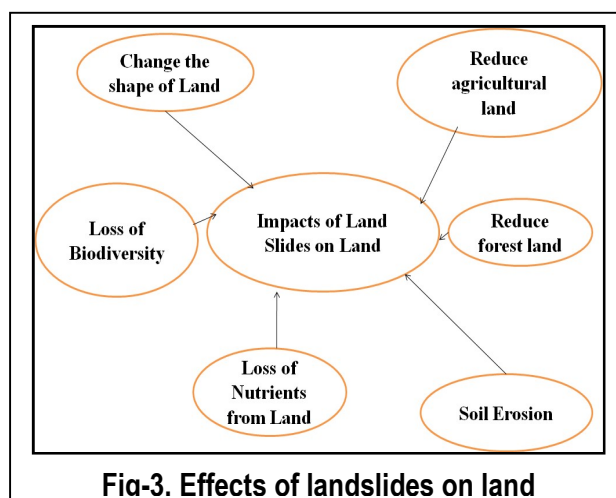 Change the
shape of Land
Reduce
agricultural
land
Loss of
Biodiversity
Impacts of Land
Slides on Land
Reduce
forest land
Loss of
Nutrients
from Land
Soil Erosion
Fig-3. Effects of landslides on land